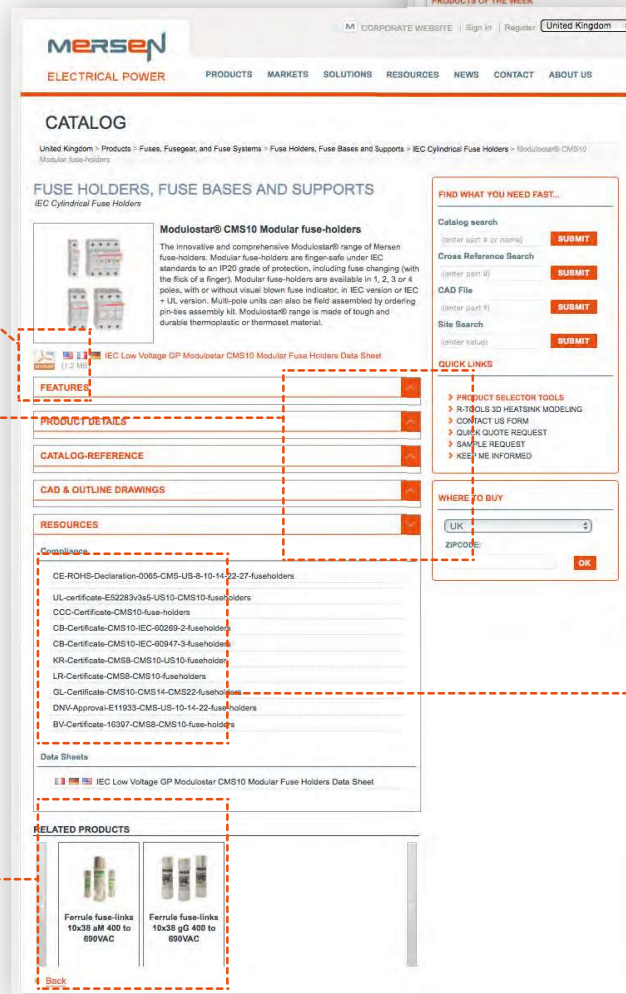 PRODUCTS OF THE WEEK
M CORPORATE WEBSITE | Sign in | Register United Kingdom
MERSEN
ELECTRICAL POWER
PRODUCTS MARKETS SOLUTIONS RESOURCES NEWS CONTACT ABOUT US
CATALOG
United Kingdom > Products > Fuses, Fusegear, and Fuse Systems > Fuse Holders, Fuse Bases and Supports > IEC Cylindrical Fuse Holders > Modulostar® CMS10
Modular fuse-holders
FUSE HOLDERS, FUSE BASES AND SUPPORTS
IEC Cylindrical Fuse Holders
Modulostar® CMS10 Modular fuse-holders
The innovative and comprehensive Modulostar® range of Mersen
fuse-holders. Modular fuse-holders are finger-safe under IEC
standards to an IP20 grade of protection, including fuse changing (with
the flick of a finger). Modular fuse-holders are available in 1, 2, 3 or 4
poles, with or without visual blown fuse indicator, in IEC version or IEC
+ UL version. Multi-pole units can also be field assembled by ordering
pin-ties assembly kit. Modulostar® range is made of tough and
durable thermoplastic or thermoset material.
IEC Low Voltage GP Modulostar CMS10 Modular Fuse Holders Data Sheet
(1.2 MB)
FEATURES
PRODUCT DETAILS
CATALOG-REFERENCE
CAD & OUTLINE DRAWINGS
RESOURCES
Compliance
CE-ROHS-Declaration-0065-CMS-US-8-10-14-22-27-fuseholders
UL-certificate-E52283v3s5-US10-CMS10-fuseholders
CCC-Certificate-CMS10-fuse-holders
CB-Certificate-CMS10-IEC-60269-2-fuseholders
CB-Certificate-CMS10-IEC-60947-3-fuseholders
KR-Certificate-CMS8-CMS10-US10-fuseholder
LR-Certificate-CMS8-CMS10-fuseholders
GL-Certificate-CMS10-CMS14-CMS22-fuseholders
DNV-Approval-E11933-CMS-US-10-14-22-fuse-holders
BV-Certificate-16397-CMS8-CMS10-fuse-holders
Data Sheets
IEC Low Voltage GP Modulostar CMS10 Modular Fuse Holders Data Sheet
RELATED PRODUCTS
Ferrule fuse-links
10x38 aM 400 to
690VAC
Ferrule fuse-links
10x38 gG 400 to
690VAC
Back
FIND WHAT YOU NEED FAST...
Catalog search
(enter part # or name) SUBMIT
Cross Reference Search
(enter part #) SUBMIT
CAD File
(enter part #)
Site Search
(enter value) SUBMIT
QUICK LINKS
> PRODUCT SELECTOR TOOLS
> R-TOOLS 3D HEATSINK MODELING
> CONTACT US FORM
> QUICK QUOTE REQUEST
> SAMPLE REQUEST
> KEEP ME INFORMED
WHERE TO BUY
UK
ZIPCODE:
OK